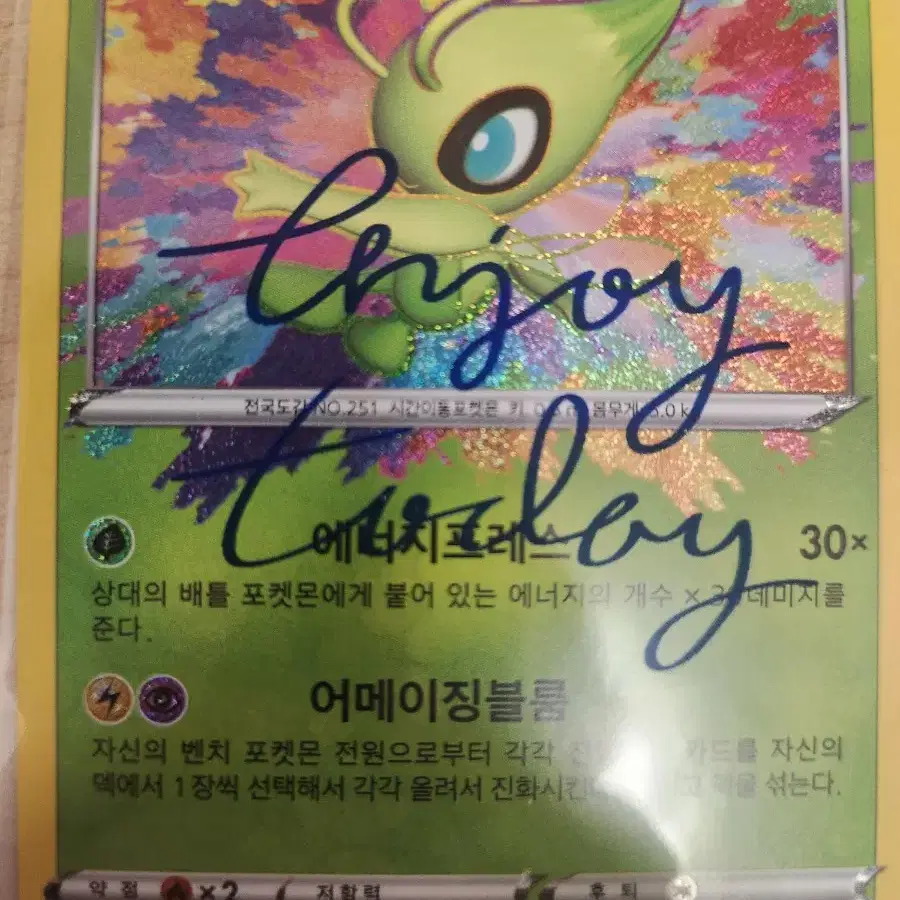 Enjoy
전국도감 NO.251 시간이동포켓몬 키 몸무게
today
에너지프레스 30×
상대의 배틀 포켓몬에게 붙어 있는 에너지의 개수 × 데미지를
준다.
어메이징블룸
자신의 벤치 포켓몬 전원으로부터 각각 카드를 자신의
덱에서 1장씩 선택해서 각각 올려서 진화시킨다 섞는다.
약점 ×2 저항력 후퇴